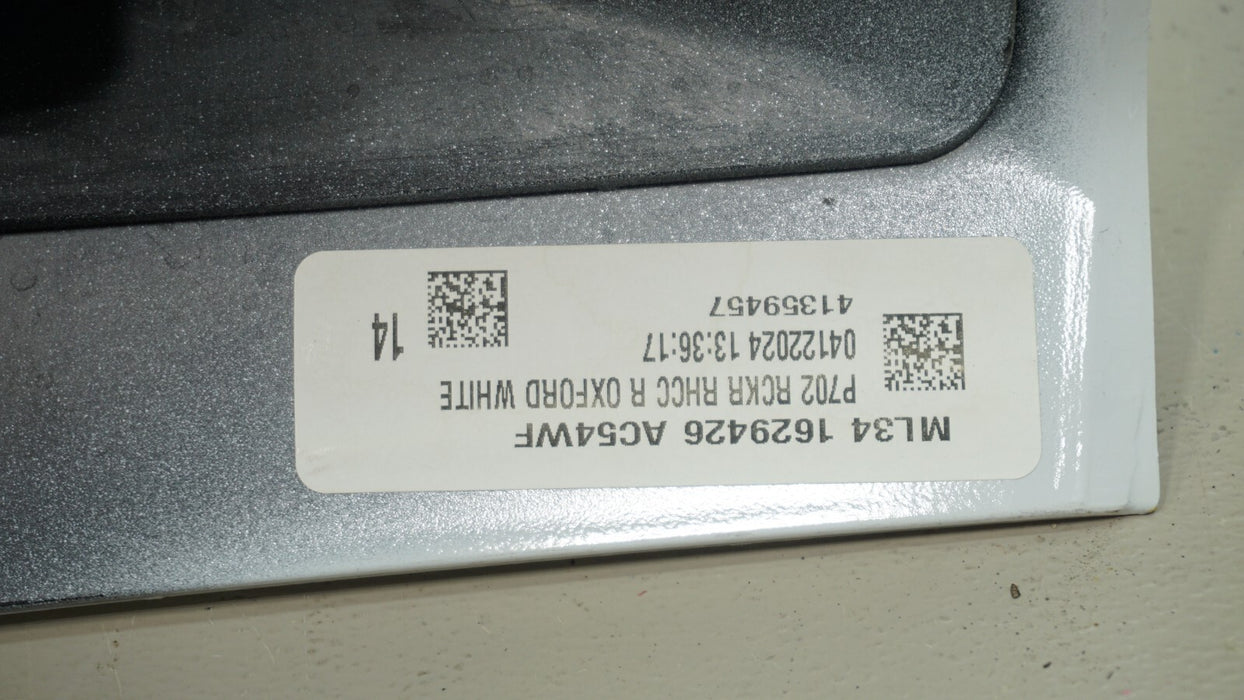 ML34 1629426 AC54WF
P702 RCKR RHCC R OXFORD WHITE
04122024 13:36:17
41359457
14